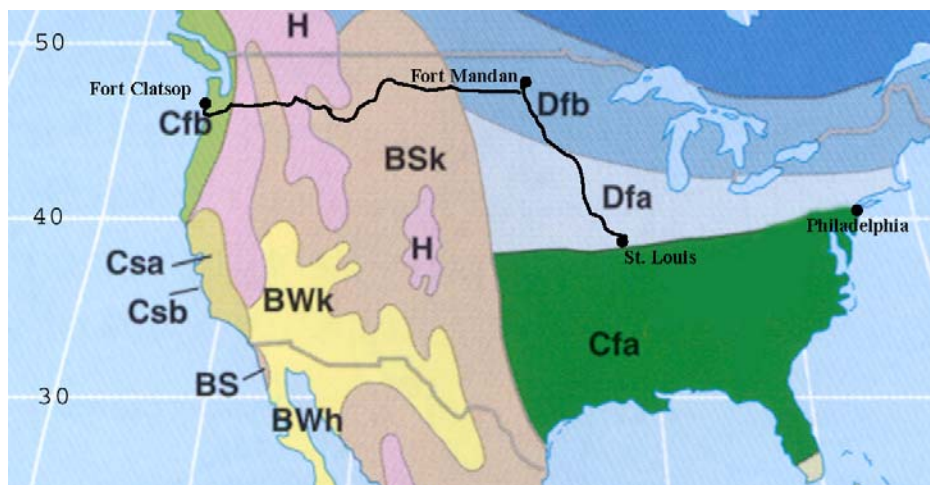 50
H
Fort Clatsop
Fort Mandan
Cfb
Dfb
BSk
Dfa
40
H
Philadelphia
St. Louis
Csa
Csb
BWk
Cfa
BS
30
BWh